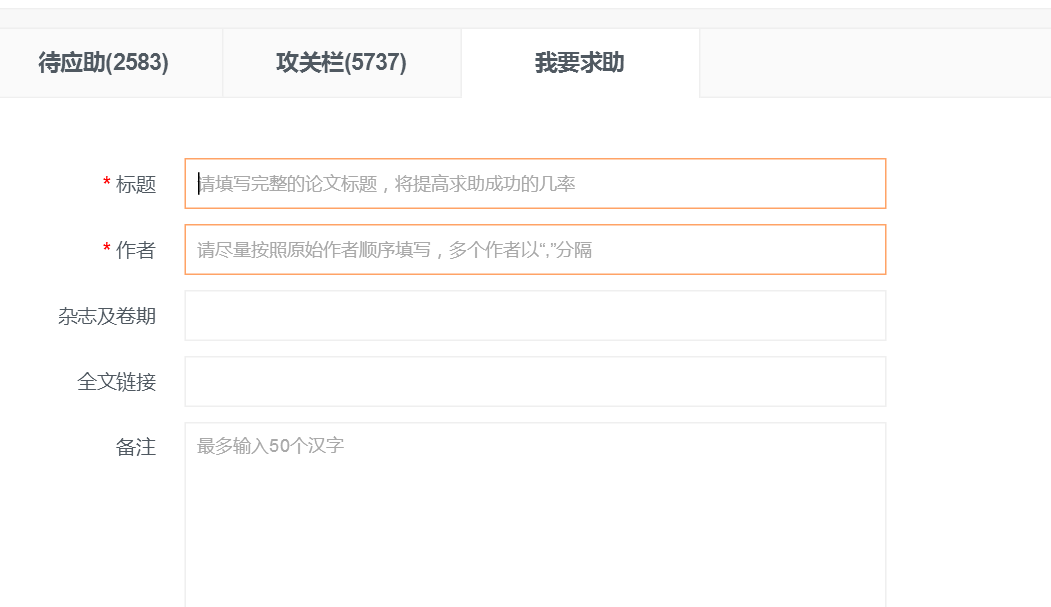 待应助(2583) 攻关栏(5737) 我要求助
* 标题 请填写完整的论文标题，将提高求助成功的几率
* 作者 请尽量按照原始作者顺序填写，多个作者以“,”分隔
杂志及卷期
全文链接
备注 最多输入50个汉字